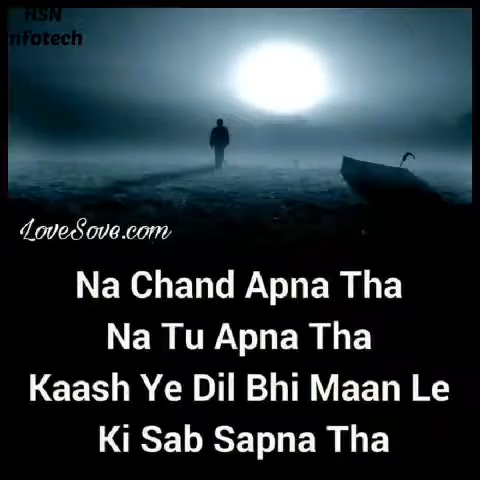 HSN
nfotech
LoveSove.com
Na Chand Apna Tha
Na Tu Apna Tha
Kaash Ye Dil Bhi Maan Le
Ki Sab Sapna Tha